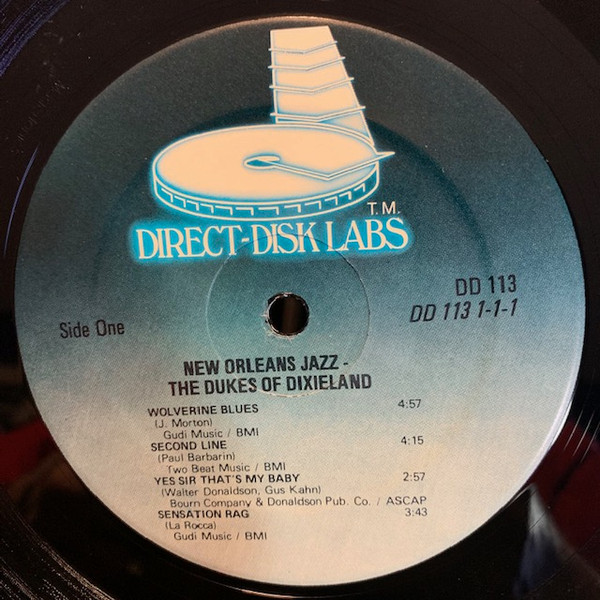 T.M.
DIRECT-DISK LABS
DD 113
DD 113 1-1-1
Side One
NEW ORLEANS JAZZ -
THE DUKES OF DIXIELAND
WOLVERINE BLUES 4:57
(J. Morton)
Gudi Music / BMI
SECOND LINE 4:15
(Paul Barbarin)
Two Beat Music / BMI
YES SIR THAT'S MY BABY 2:57
(Walter Donaldson, Gus Kahn)
Bourn Company & Donaldson Pub. Co. / ASCAP
SENSATION RAG 3:43
(La Rocca)
Gudi Music / BMI